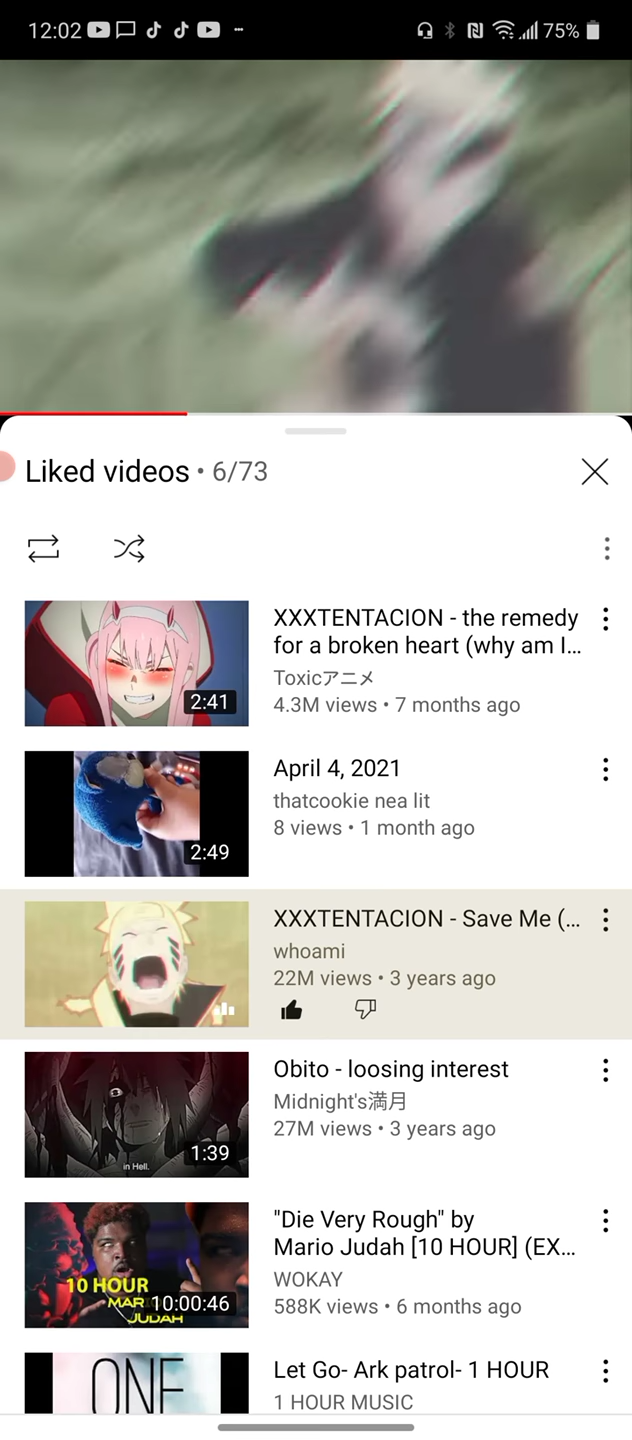 12:02
75%
Liked videos • 6/73
XXXTENTACION - the remedy
for a broken heart (why am I...
Toxicアニメ
4.3M views • 7 months ago
2:41
April 4, 2021
thatcookie nea lit
8 views • 1 month ago
2:49
XXXTENTACION - Save Me (...
whoami
22M views • 3 years ago
Obito - loosing interest
Midnight's満月
27M views • 3 years ago
in Hell.
1:39
"Die Very Rough" by
Mario Judah [10 HOUR] (EX...
WOKAY
588K views • 6 months ago
10 HOUR
MAR
10:00:46
JUDAH
Let Go- Ark patrol- 1 HOUR
1 HOUR MUSIC
ONE